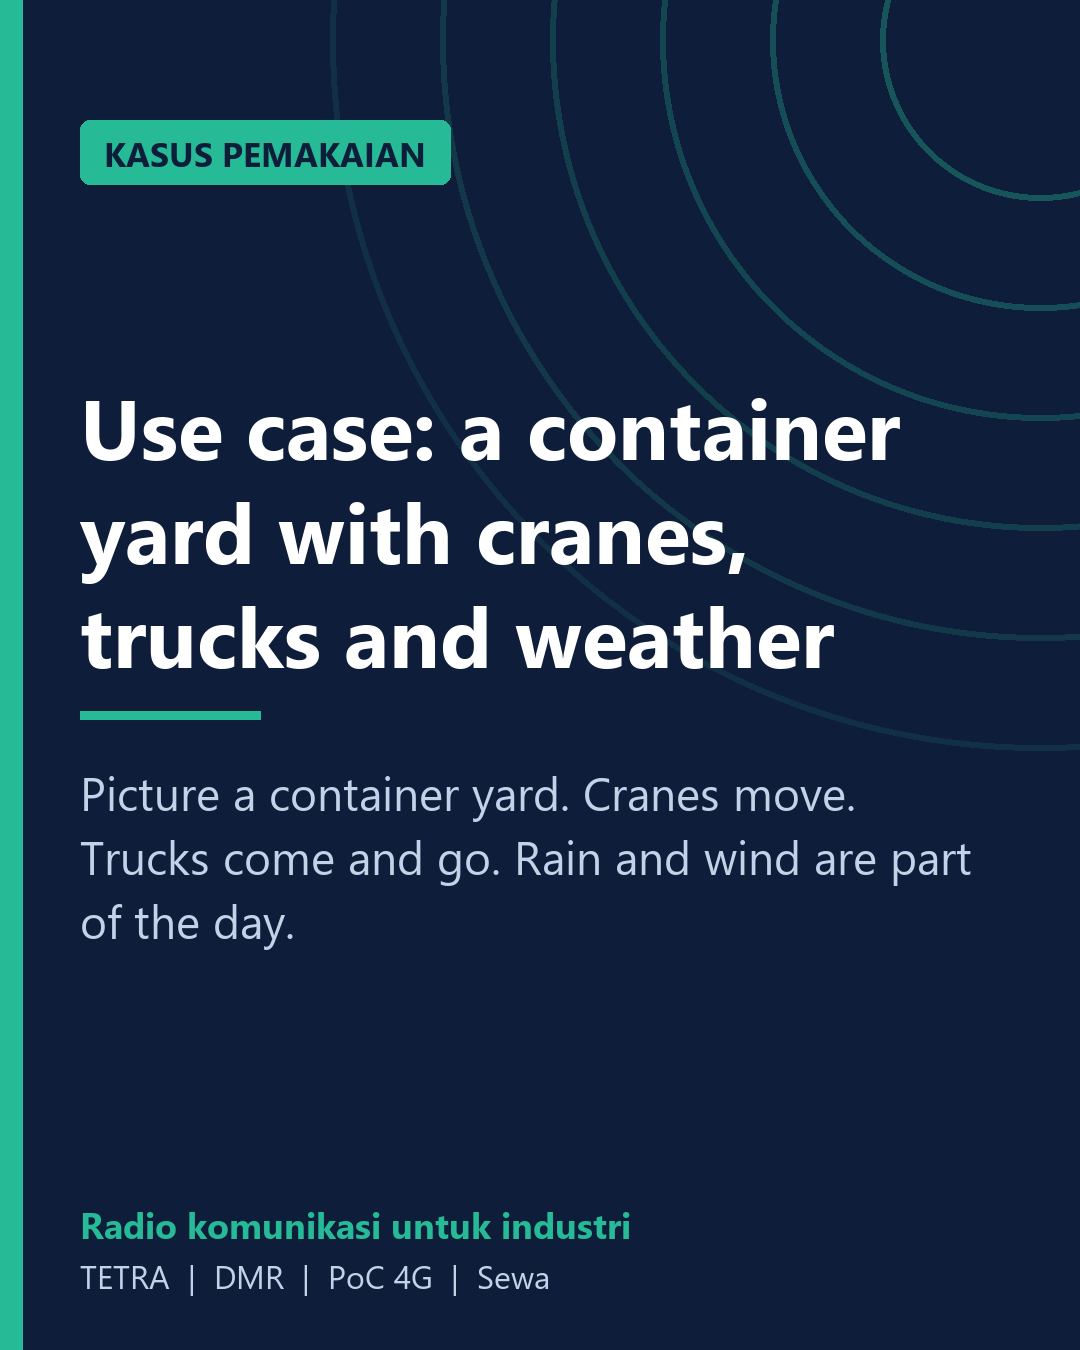 KASUS PEMAKAIAN
Use case: a container
yard with cranes,
trucks and weather
Picture a container yard. Cranes move.
Trucks come and go. Rain and wind are part
of the day.
Radio komunikasi untuk industri
TETRA | DMR | PoC 4G | Sewa